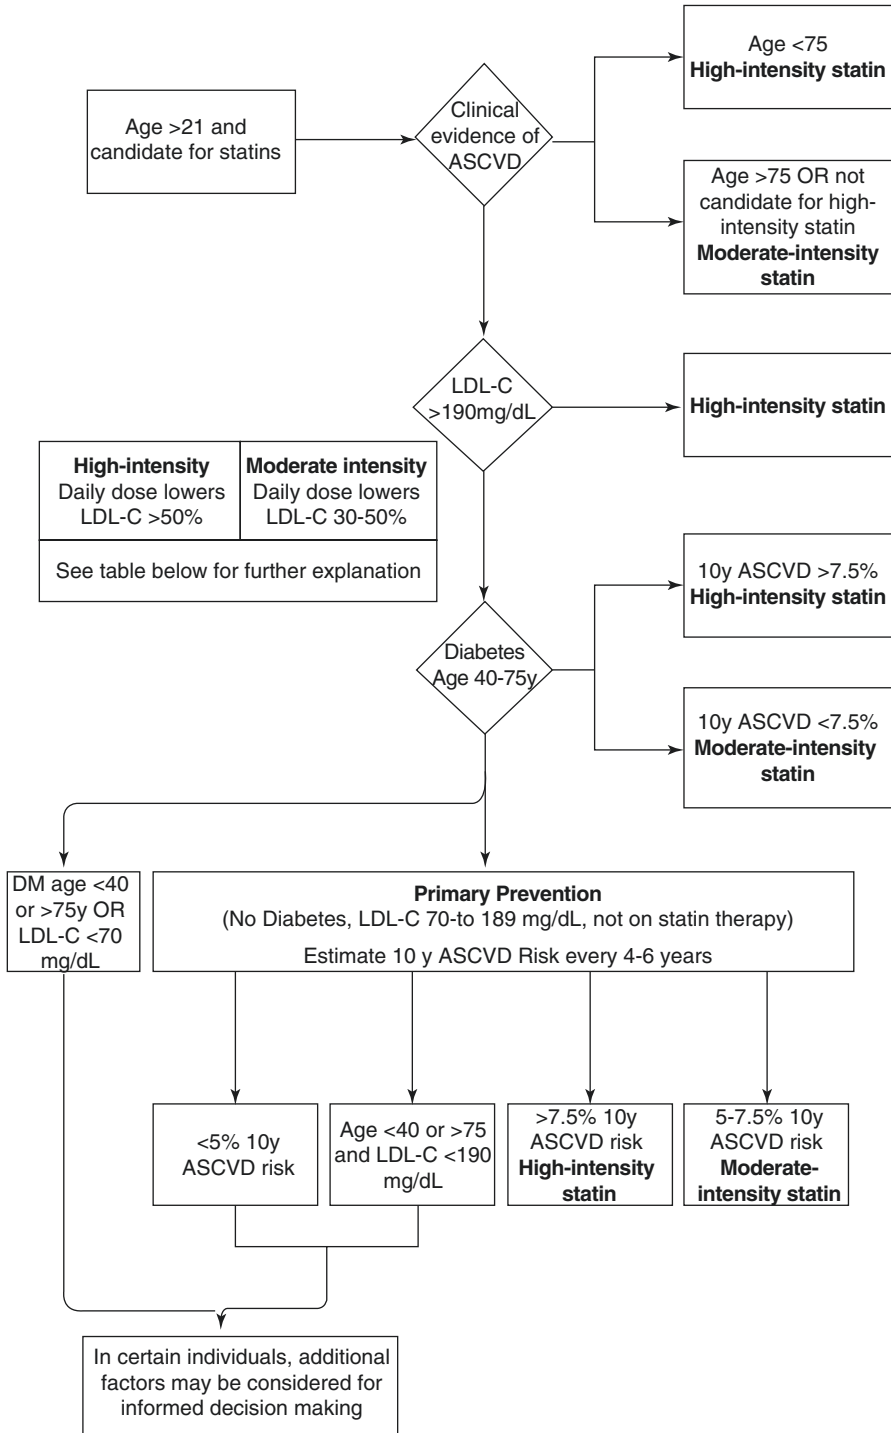 Age >21 and
candidate for statins
Clinical
evidence of
ASCVD
Age <75
High-intensity statin
Age >75 OR not
candidate for high-
intensity statin
Moderate-intensity
statin
LDL-C
>190mg/dL
High-intensity statin
High-intensity
Daily dose lowers
LDL-C >50%
Moderate intensity
Daily dose lowers
LDL-C 30-50%
See table below for further explanation
Diabetes
Age 40-75y
10y ASCVD >7.5%
High-intensity statin
10y ASCVD <7.5%
Moderate-intensity
statin
DM age <40
or >75y OR
LDL-C <70
mg/dL
Primary Prevention
(No Diabetes, LDL-C 70-to 189 mg/dL, not on statin therapy)
Estimate 10 y ASCVD Risk every 4-6 years
<5% 10y
ASCVD risk
Age <40 or >75
and LDL-C <190
mg/dL
>7.5% 10y
ASCVD risk
High-intensity
statin
5-7.5% 10y
ASCVD risk
Moderate-
intensity statin
In certain individuals, additional
factors may be considered for
informed decision making